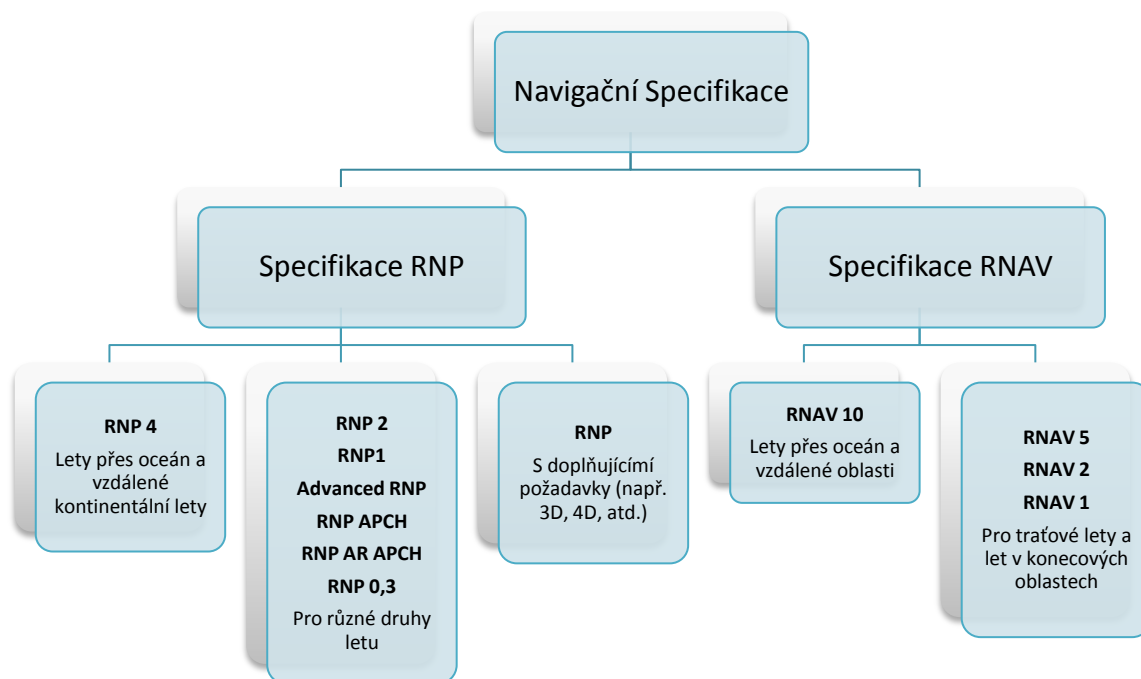 Navigační Specifikace
Specifikace RNP
Specifikace RNAV
RNP 4
Lety přes oceán a
vzdálené
kontinentální lety
RNP 2
RNP1
Advanced RNP
RNP APCH
RNP AR APCH
RNP 0,3
Pro různé druhy
letu
RNP
S doplňujícímí
požadavky (např.
3D, 4D, atd.)
RNAV 10
Lety přes oceán a
vzdálené oblasti
RNAV 5
RNAV 2
RNAV 1
Pro traťové lety a
let v konecových
oblastech